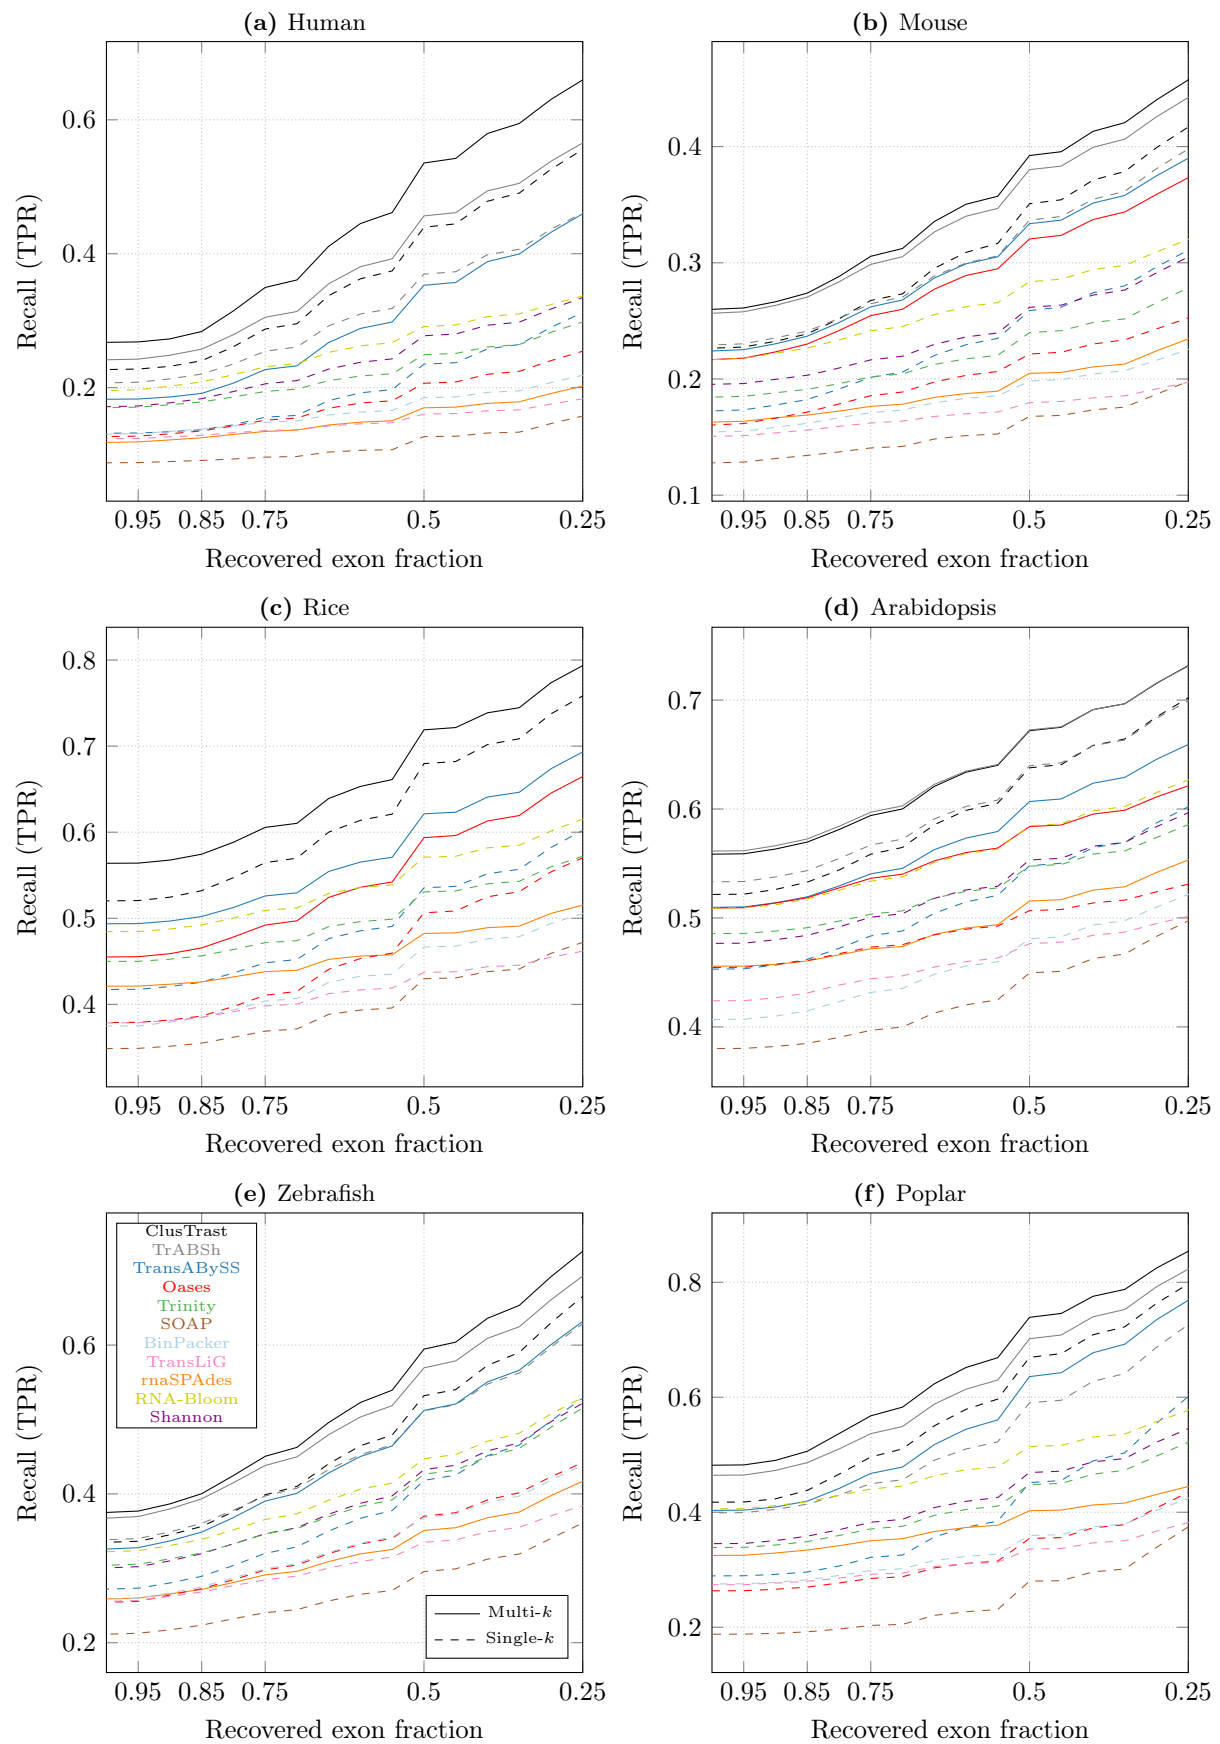 (a) Human
0.6
0.4
0.2
Recall (TPR)
0.95 0.85 0.75 0.5 0.25
Recovered exon fraction
(b) Mouse
0.4
0.3
0.2
0.1
Recall (TPR)
0.95 0.85 0.75 0.5 0.25
Recovered exon fraction
(c) Rice
0.8
0.7
0.6
0.5
0.4
Recall (TPR)
0.95 0.85 0.75 0.5 0.25
Recovered exon fraction
(d) Arabidopsis
0.7
0.6
0.5
0.4
Recall (TPR)
0.95 0.85 0.75 0.5 0.25
Recovered exon fraction
(e) Zebrafish
ClusTrast
TrABSh
TransABySS
Oases
Trinity
SOAP
BinPacker
TransLiG
rnaSPAdes
RNA-Bloom
Shannon
0.6
0.4
0.2
Recall (TPR)
Multi-k
Single-k
0.95 0.85 0.75 0.5 0.25
Recovered exon fraction
(f) Poplar
0.8
0.6
0.4
0.2
Recall (TPR)
0.95 0.85 0.75 0.5 0.25
Recovered exon fraction